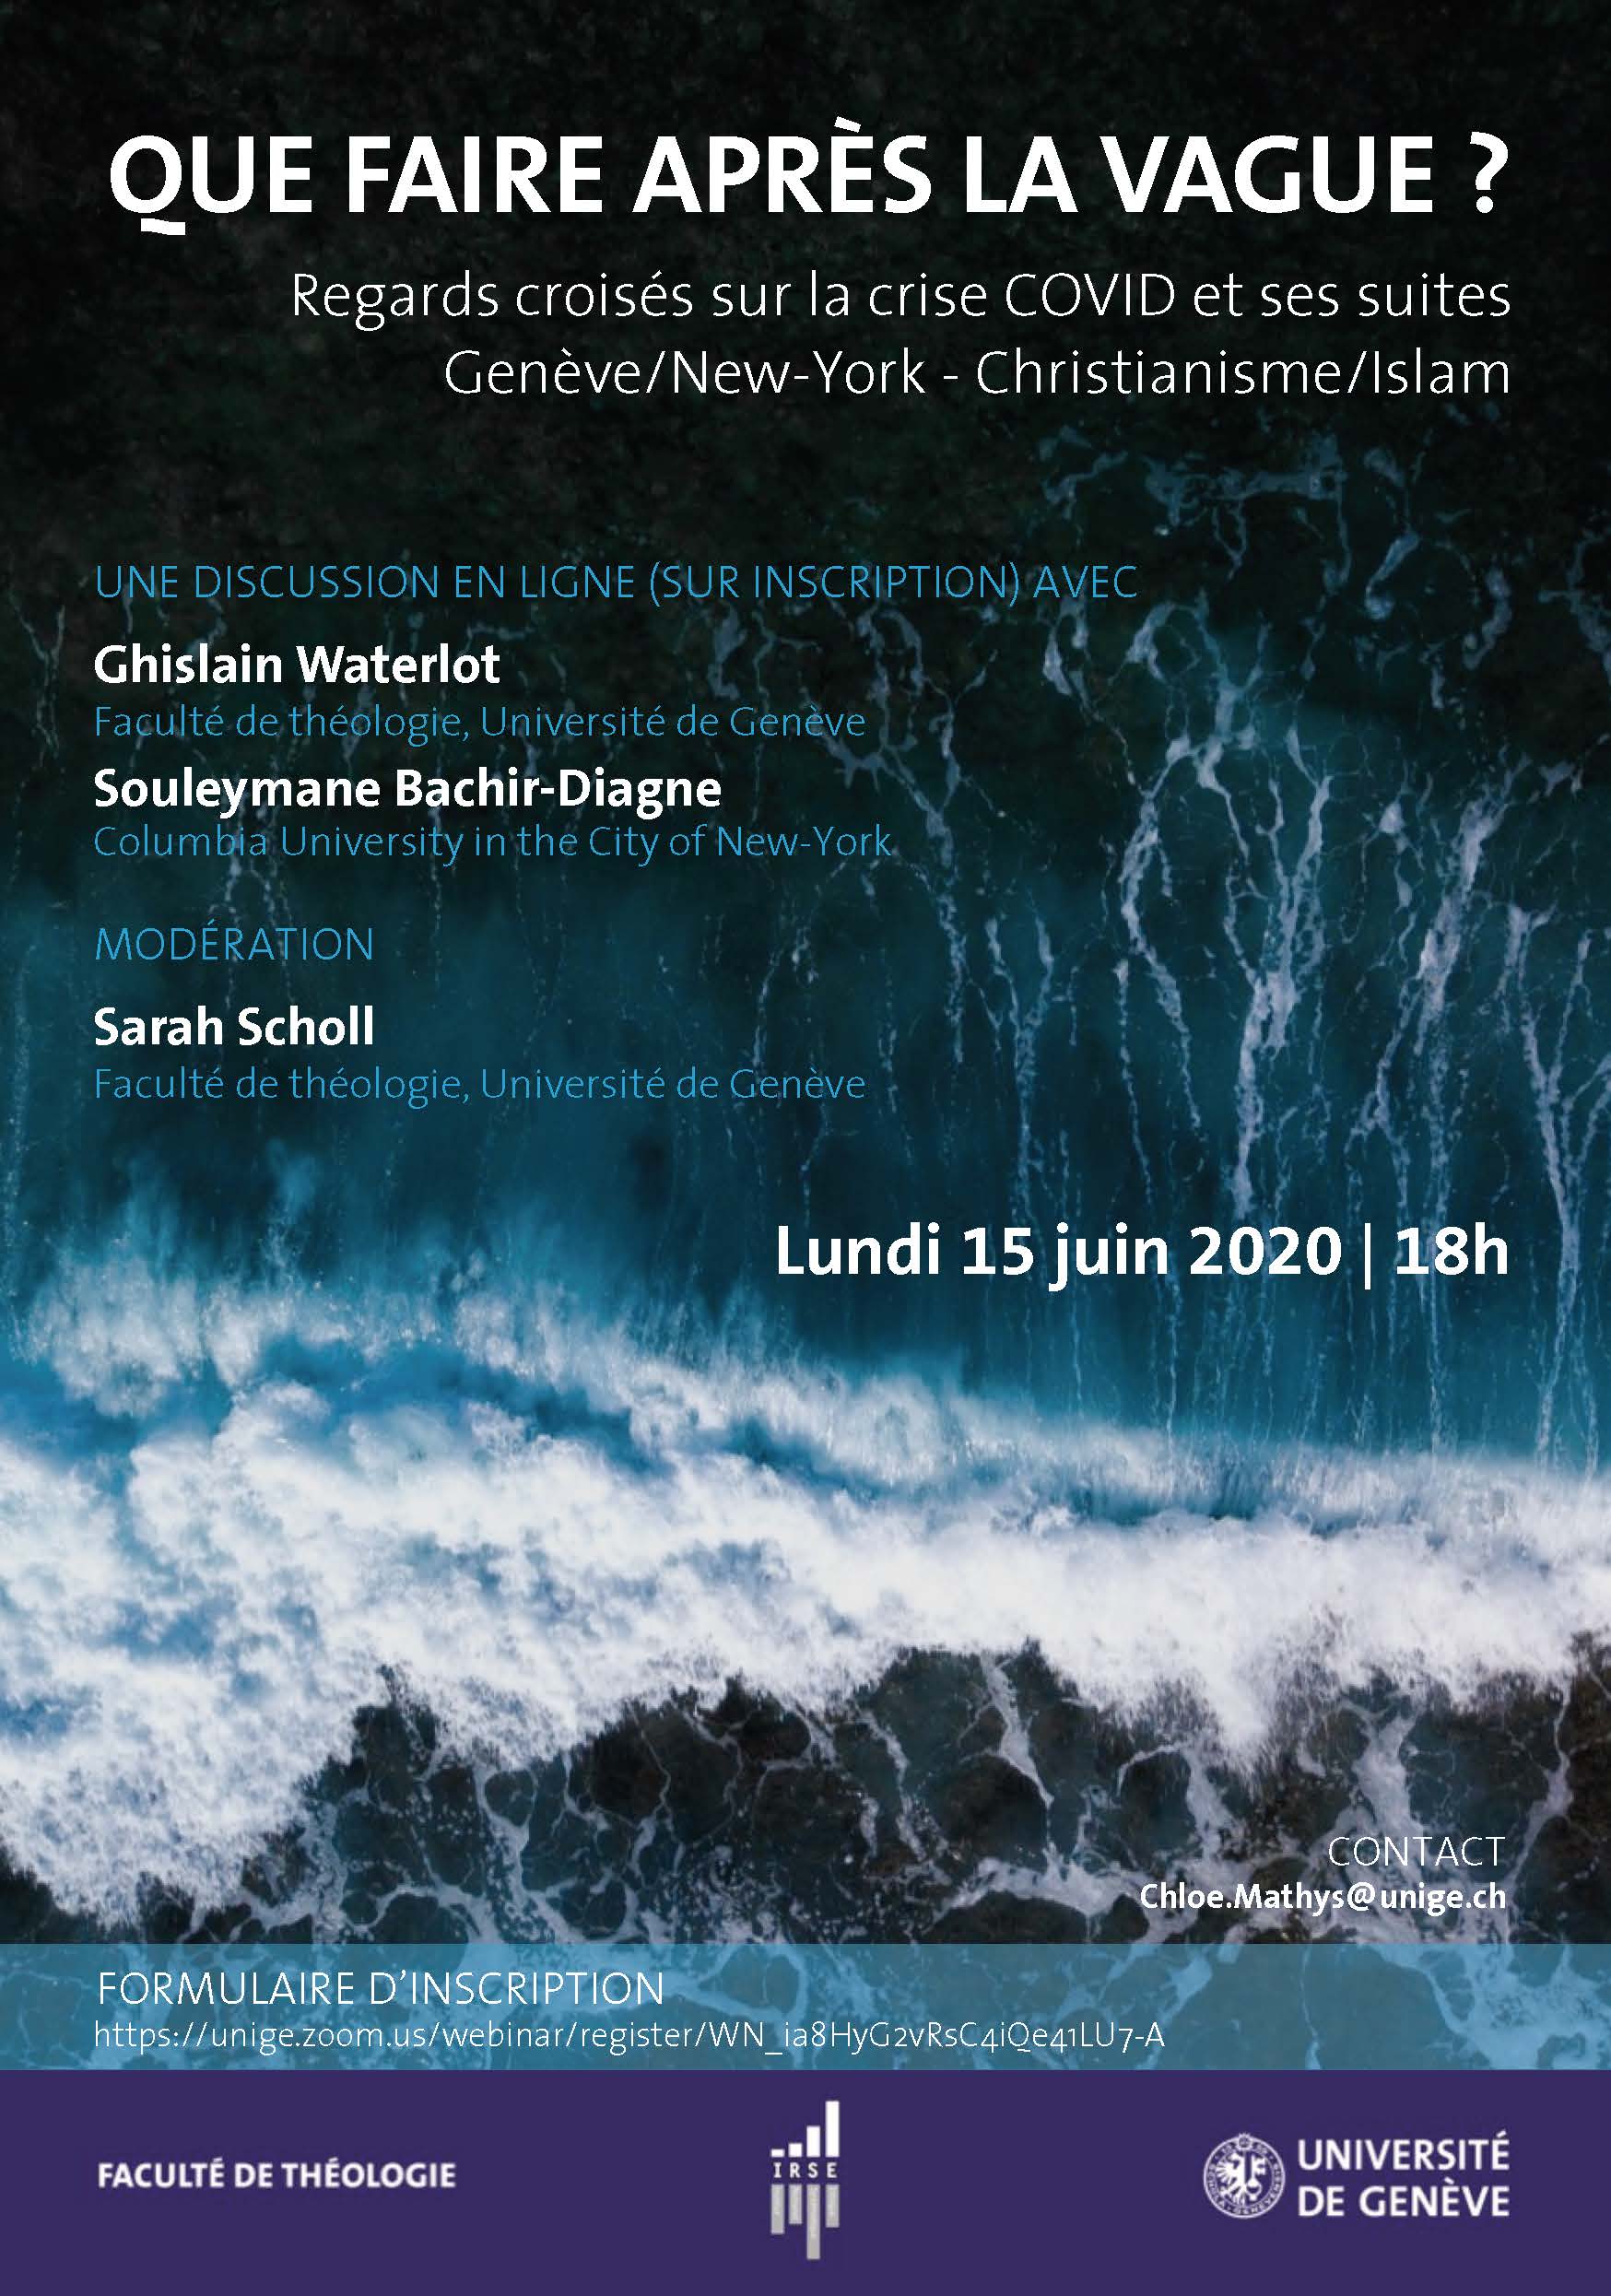 QUE FAIRE APRÈS LA VAGUE ?
Regards croisés sur la crise COVID et ses suites
Genève/New-York - Christianisme/Islam
UNE DISCUSSION EN LIGNE (SUR INSCRIPTION) AVEC
Ghislain Waterlot
Faculté de théologie, Université de Genève
Souleymane Bachir-Diagne
Columbia University in the City of New-York
MODÉRATION
Sarah Scholl
Faculté de théologie, Université de Genève
Lundi 15 juin 2020 | 18h
CONTACT
Chloe.Mathys@unige.ch
FORMULAIRE D’INSCRIPTION
https://unige.zoom.us/webinar/register/WN_ia8HyG2vRsC4iQe41LU7-A
FACULTÉ DE THÉOLOGIE
IRSE
UNIVERSITÉ
DE GENÈVE